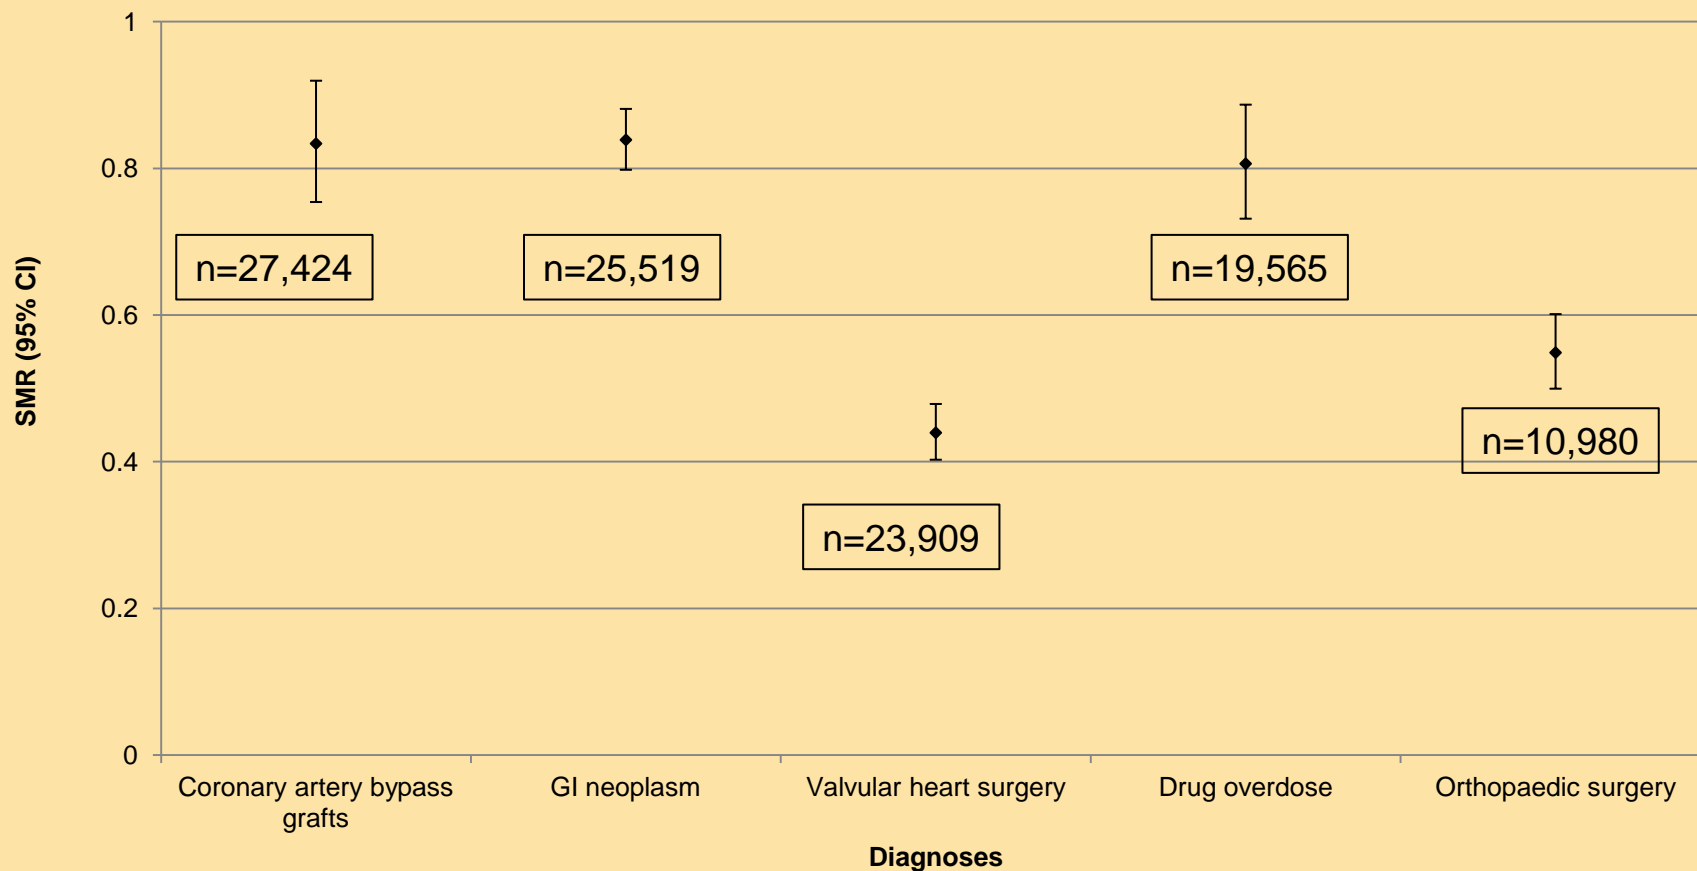 1
0.8
0.6
0.4
0.2
0
SMR (95% CI)
n=27,424
n=25,519
n=23,909
n=19,565
n=10,980
Coronary artery bypass
grafts
GI neoplasm
Valvular heart surgery
Drug overdose
Orthopaedic surgery
Diagnoses